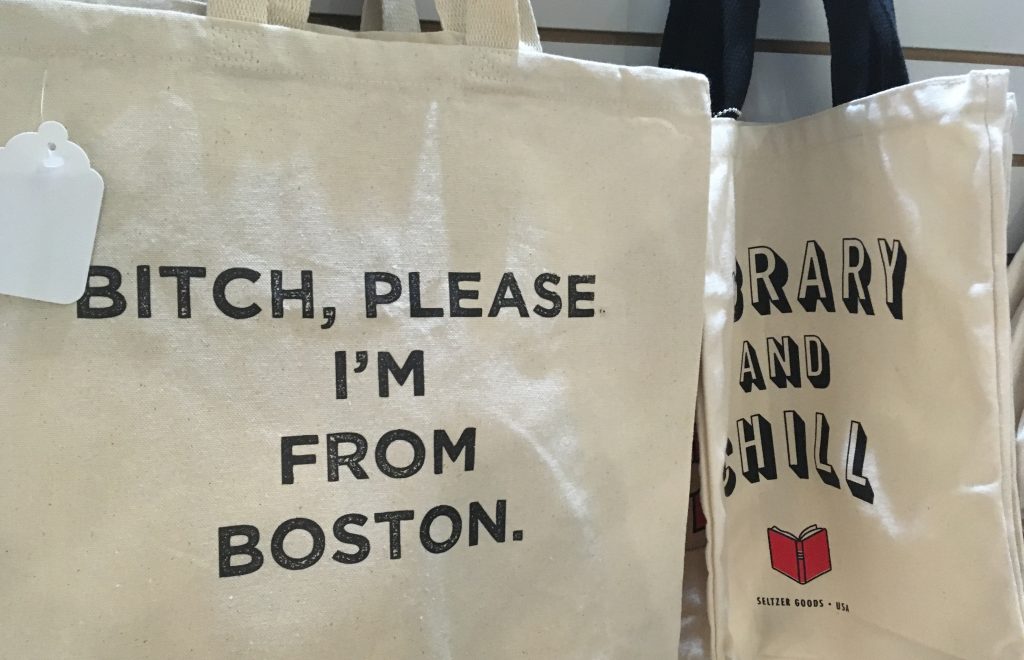 BITCH, PLEASE.
I'M
FROM
BOSTON.
BRARY
AND
CHILL
SELTZER GOODS • USA